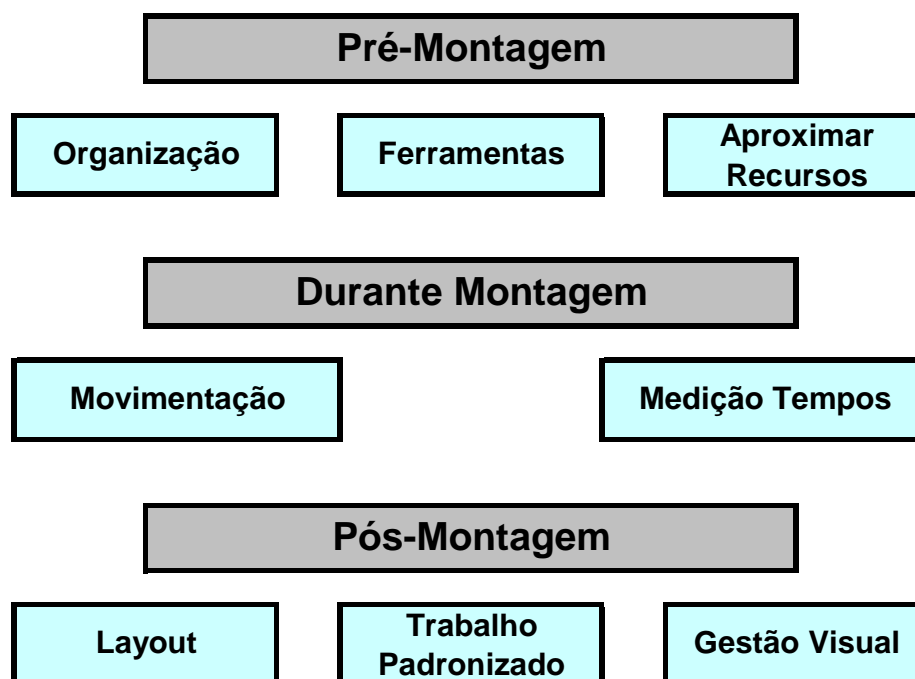 Pré-Montagem
Organização
Ferramentas
Aproximar
Recursos
Durante Montagem
Movimentação
Medição Tempos
Pós-Montagem
Layout
Trabalho
Padronizado
Gestão Visual